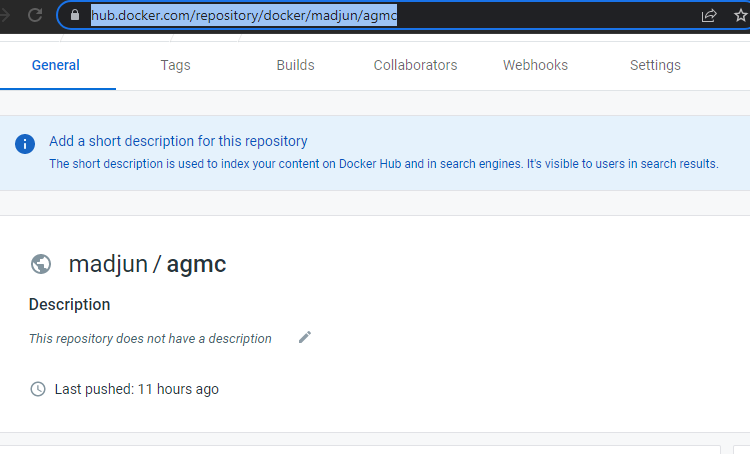 hub.docker.com/repository/docker/madjun/agmc
General Tags Builds Collaborators Webhooks Settings
Add a short description for this repository
The short description is used to index your content on Docker Hub and in search engines. It's visible to users in search results.
madjun / agmc
Description
This repository does not have a description
Last pushed: 11 hours ago